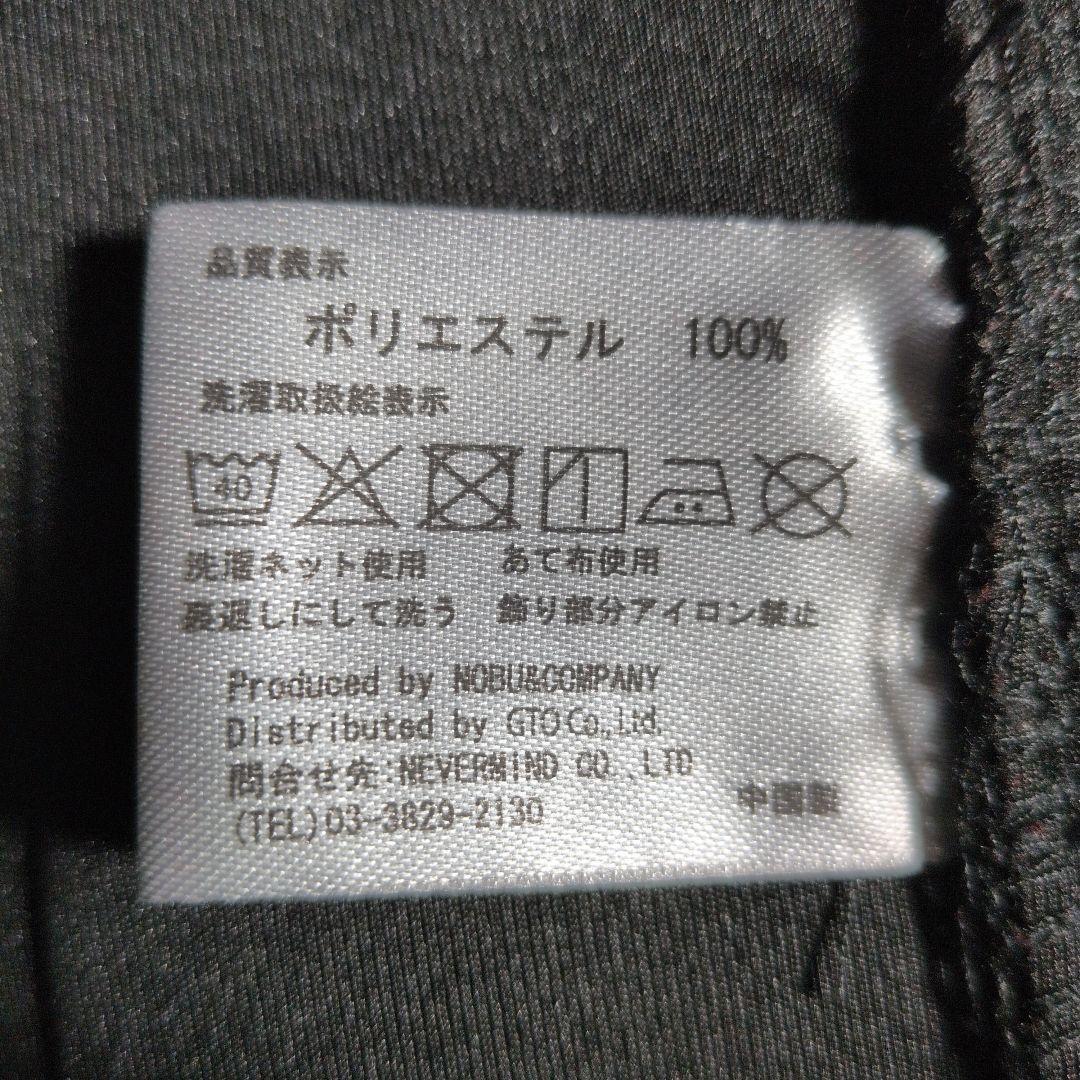 品質表示
ポリエステル 100%
洗濯取扱絵表示
40
洗濯ネット使用 あて布使用
裏返しにして洗う 飾り部分アイロン禁止
Produced by NOBU&COMPANY
Distributed by GTO Co.,Ltd.
問合せ先:NEVERMIND CO.,LTD
(TEL)03-3829-2130
中国製